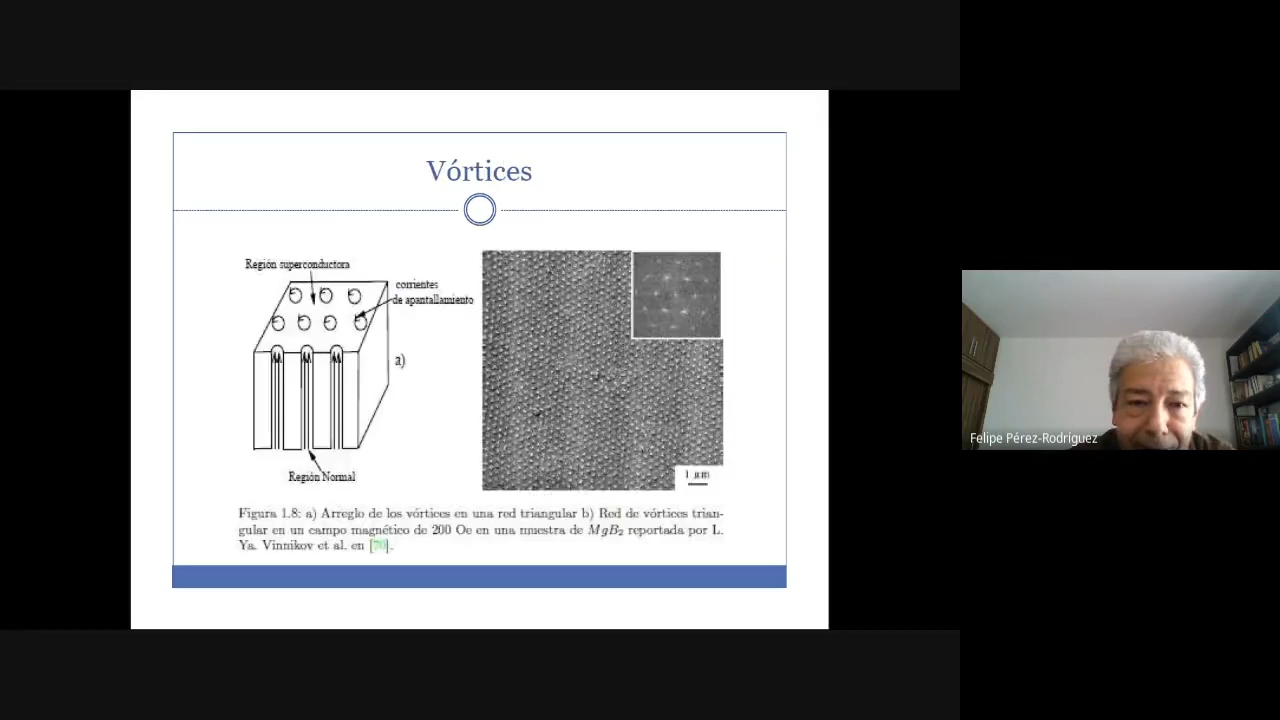 Vórtices
Región superconductora
corrientes
de apantallamiento
a)
Región Normal
1 μm
Figura 1.8: a) Arreglo de los vórtices en una red triangular b) Red de vórtices trian-
gular en un campo magnético de 200 Oe en una muestra de MgB₂ reportada por L.
Ya. Vinnikov et al. en [70].
Felipe Pérez-Rodríguez